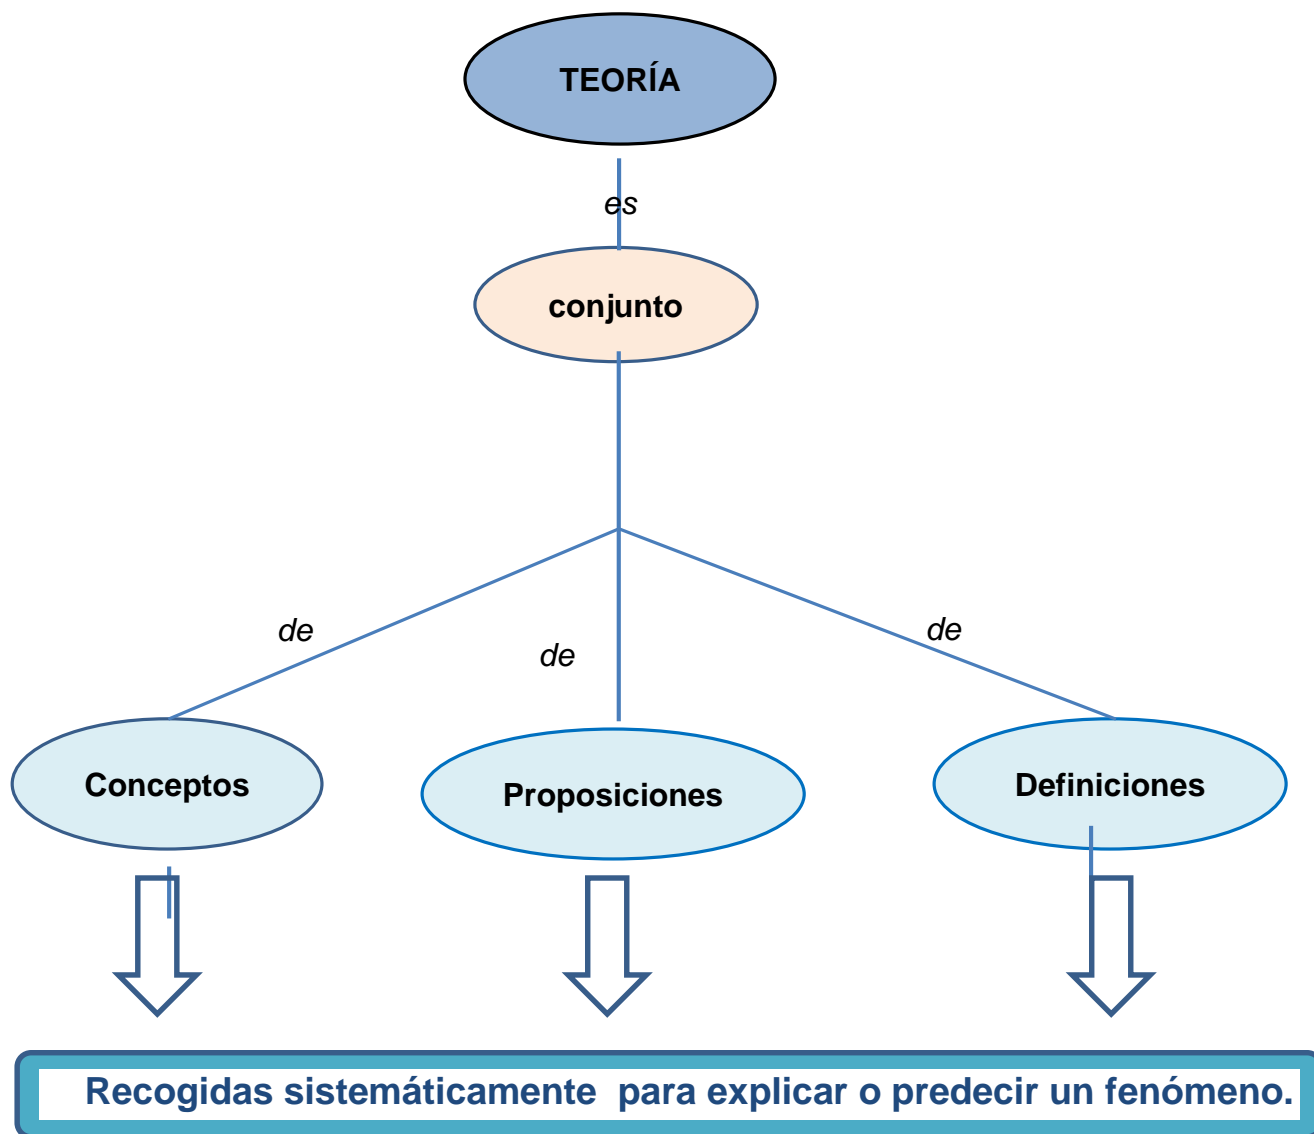 TEORÍA
es
conjunto
de
de
de
Conceptos
Proposiciones
Definiciones
Recogidas sistemáticamente para explicar o predecir un fenómeno.